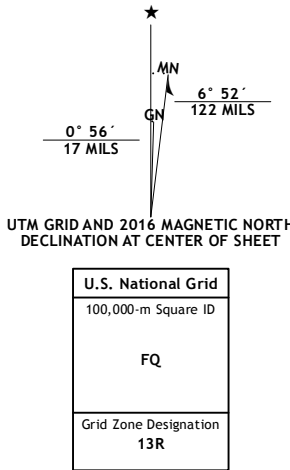 ★
MN
GN
6° 52´
122 MILS
0° 56´
17 MILS
UTM GRID AND 2016 MAGNETIC NORTH
DECLINATION AT CENTER OF SHEET
U.S. National Grid
100,000-m Square ID
FQ
Grid Zone Designation
13R